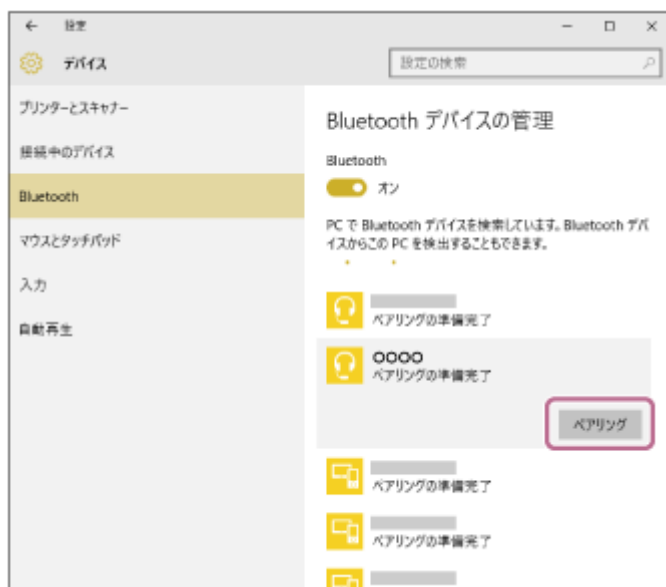 設定
デバイス
設定の検索
プリンターとスキャナー
接続中のデバイス
Bluetooth
マウスとタッチパッド
入力
自動再生
Bluetooth デバイスの管理
Bluetooth
オン
PC で Bluetooth デバイスを検索しています。Bluetooth デバ
イスからこの PC を検出することもできます。
ペアリングの準備完了
OOOO
ペアリングの準備完了
ペアリング
ペアリングの準備完了
ペアリングの準備完了